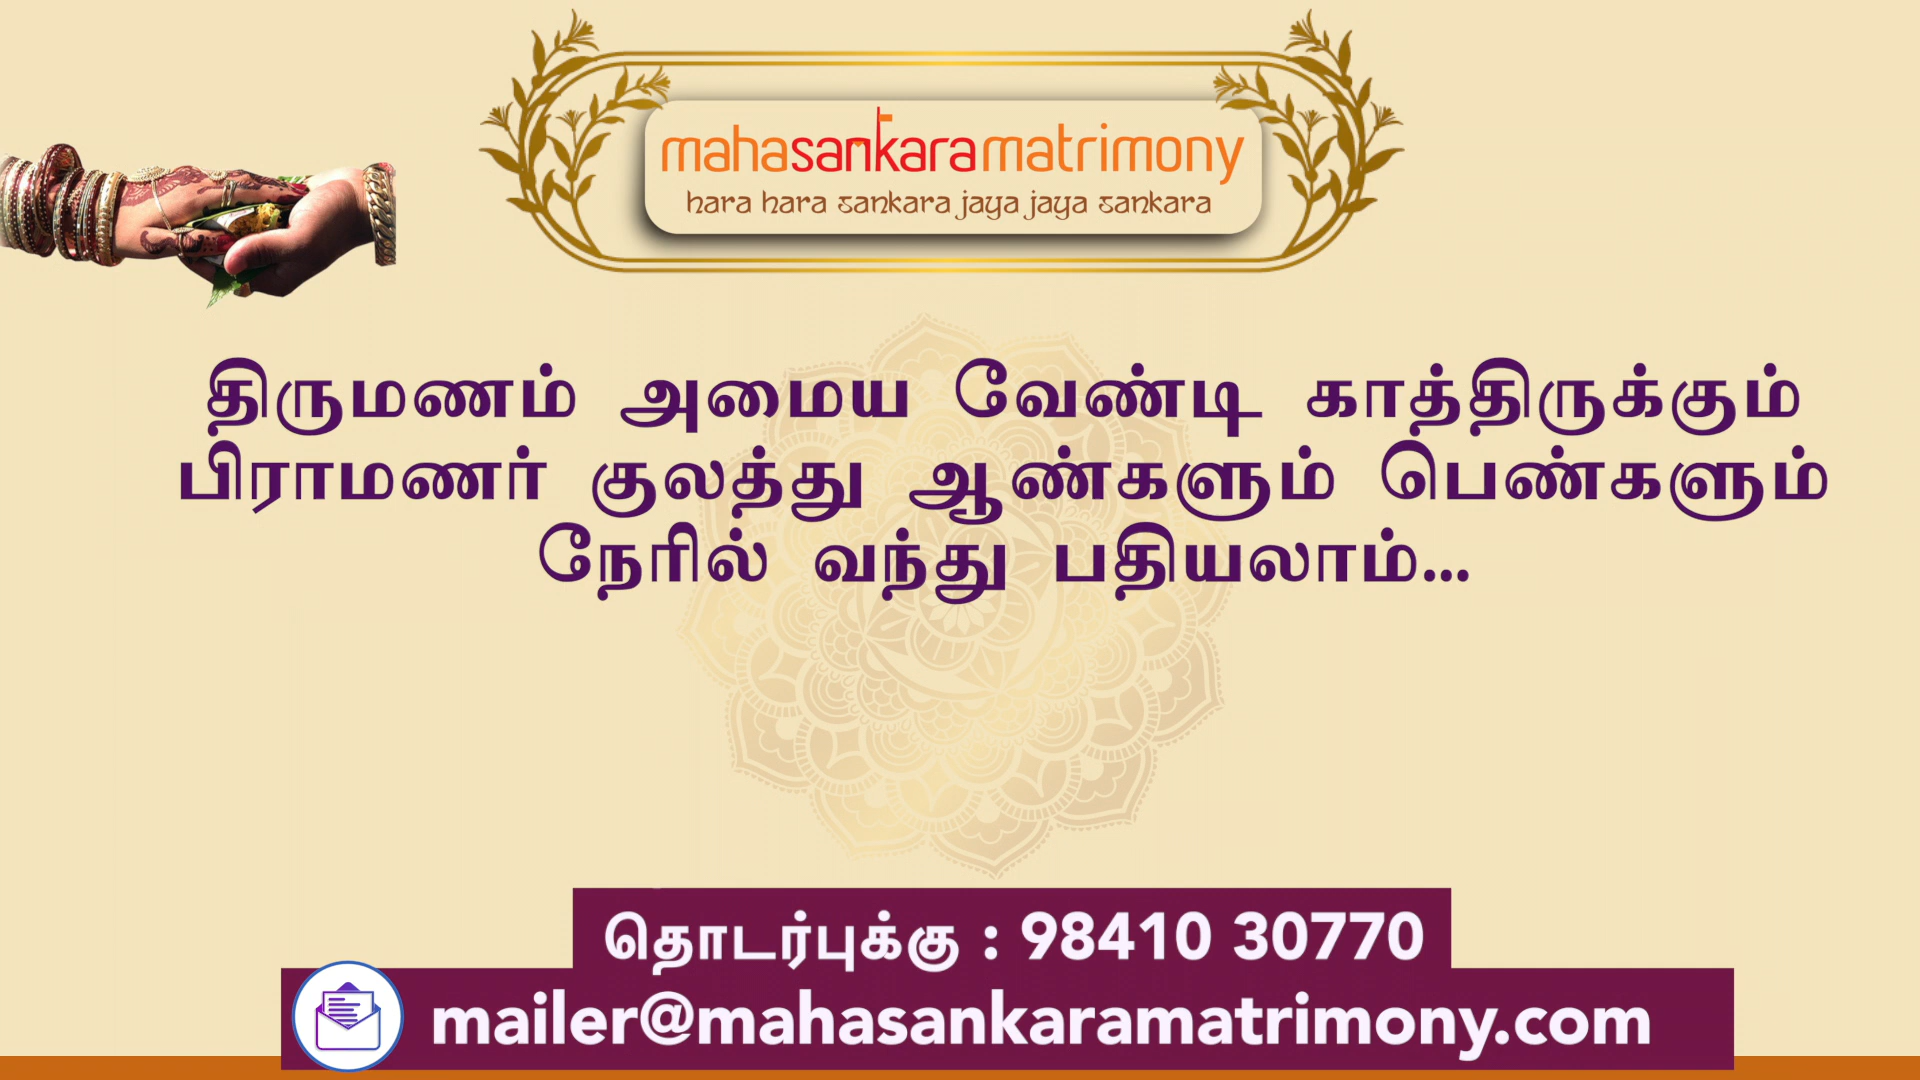 mahasankaramatrimony
hara hara sankara jaya jaya sankara
திருமணம் அமைய வேண்டி காத்திருக்கும்
பிராமணர் குலத்து ஆண்களும் பெண்களும்
நேரில் வந்து பதியலாம்...
தொடர்புக்கு : 98410 30770
mailer@mahasankaramatrimony.com